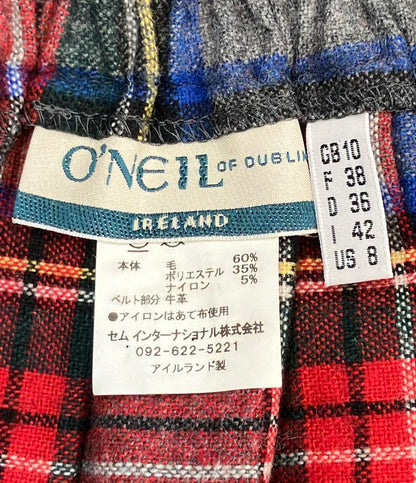 O'NEIL OF DUBLIN
IRELAND
GB 10
F 38
D 36
I 42
US 8
本体 毛 60%
ポリエステル 35%
ナイロン 5%
ベルト部分 牛革
●アイロンはあて布使用
セム インターナショナル株式会社
092-622-5221
アイルランド製